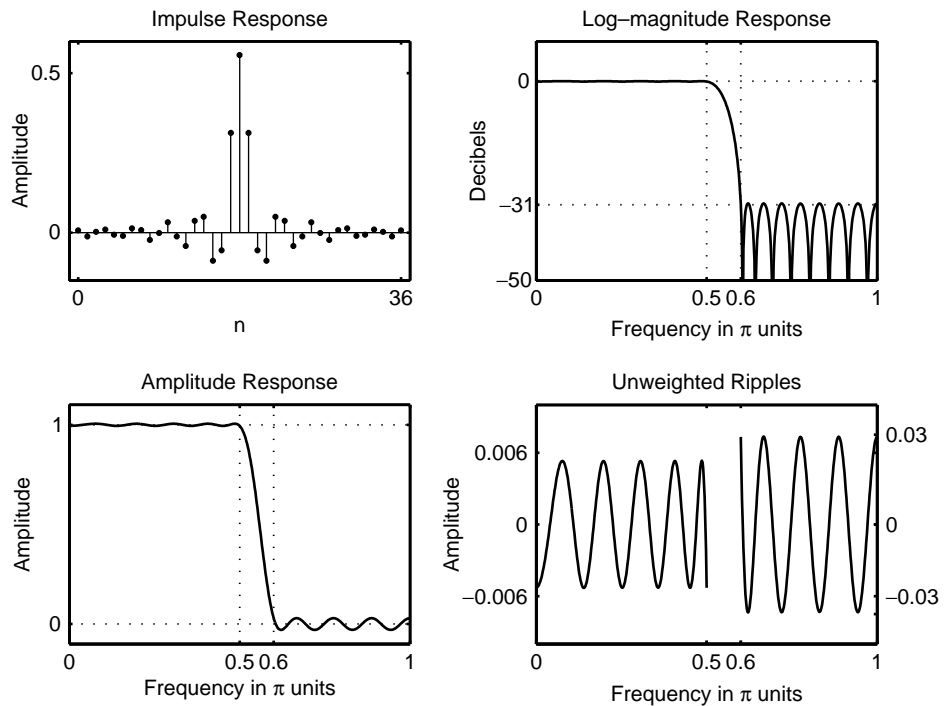 Impulse Response
0.5
0
Amplitude
0
36
n
Log–magnitude Response
0
−31
−50
Decibels
0
0.5
0.6
1
Frequency in π units
Amplitude Response
1
0
Amplitude
0
0.5
0.6
1
Frequency in π units
Unweighted Ripples
0.006
0
−0.006
Amplitude
0.03
0
−0.03
0
0.5
0.6
1
Frequency in π units